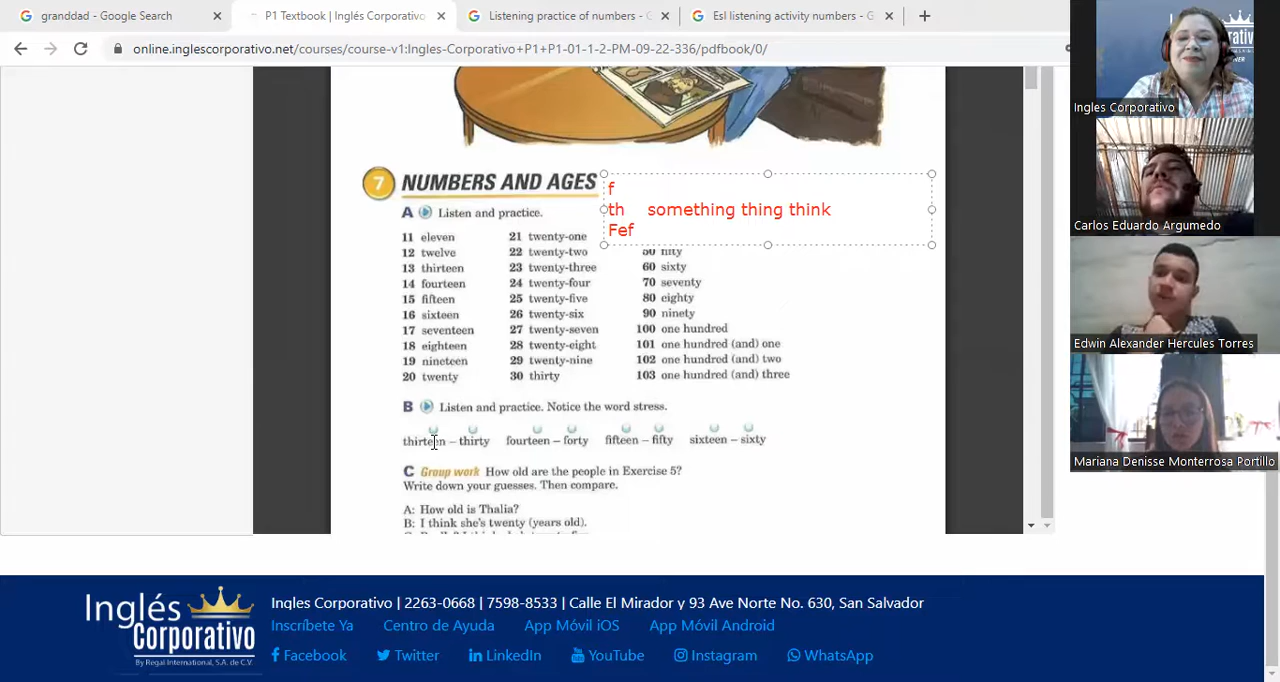 granddad - Google Search
P1 Textbook | Inglés Corporativo
Listening practice of numbers - G
Esl listening activity numbers - G
online.inglescorporativo.net/courses/course-v1:Ingles-Corporativo+P1+P1-01-1-2-PM-09-22-336/pdfbook/0/
Ingles Corporativo
Carlos Eduardo Argumedo
Edwin Alexander Hercules Torres
Mariana Denisse Monterrosa Portillo
7 NUMBERS AND AGES
f
th something thing think
Fef
A Listen and practice.
11 eleven 21 twenty-one
12 twelve 22 twenty-two 50 fifty
13 thirteen 23 twenty-three 60 sixty
14 fourteen 24 twenty-four 70 seventy
15 fifteen 25 twenty-five 80 eighty
16 sixteen 26 twenty-six 90 ninety
17 seventeen 27 twenty-seven 100 one hundred
18 eighteen 28 twenty-eight 101 one hundred (and) one
19 nineteen 29 twenty-nine 102 one hundred (and) two
20 twenty 30 thirty 103 one hundred (and) three
B Listen and practice. Notice the word stress.
thirteen – thirty fourteen – forty fifteen – fifty sixteen – sixty
C Group work How old are the people in Exercise 5?
Write down your guesses. Then compare.
A: How old is Thalia?
B: I think she's twenty (years old).
Inglés Corporativo
By Regal International, S.A. de C.V.
Ingles Corporativo | 2263-0668 | 7598-8533 | Calle El Mirador y 93 Ave Norte No. 630, San Salvador
Inscríbete Ya Centro de Ayuda App Móvil iOS App Móvil Android
Facebook Twitter LinkedIn YouTube Instagram WhatsApp